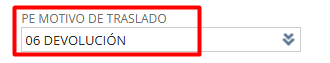 PE MOTIVO DE TRASLADO
06 DEVOLUCIÓN